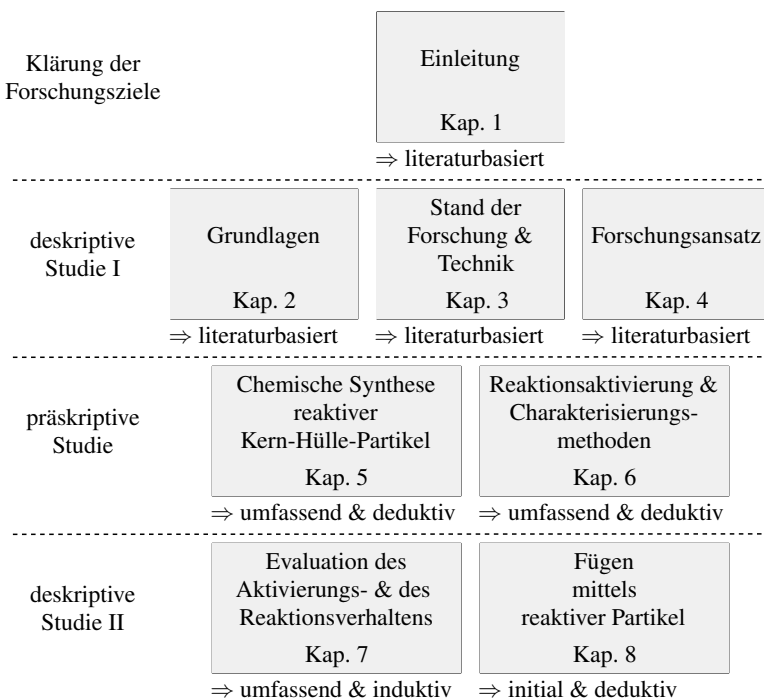 Klärung der
Forschungsziele
Einleitung
Kap. 1
⇒ literaturbasiert
deskriptive
Studie I
Grundlagen
Kap. 2
⇒ literaturbasiert
Stand der
Forschung &
Technik
Kap. 3
⇒ literaturbasiert
Forschungsansatz
Kap. 4
⇒ literaturbasiert
präskriptive
Studie
Chemische Synthese
reaktiver
Kern-Hülle-Partikel
Kap. 5
⇒ umfassend & deduktiv
Reaktionsaktivierung &
Charakterisierungs-
methoden
Kap. 6
⇒ umfassend & deduktiv
deskriptive
Studie II
Evaluation des
Aktivierungs- & des
Reaktionsverhaltens
Kap. 7
⇒ umfassend & induktiv
Fügen
mittels
reaktiver Partikel
Kap. 8
⇒ initial & deduktiv